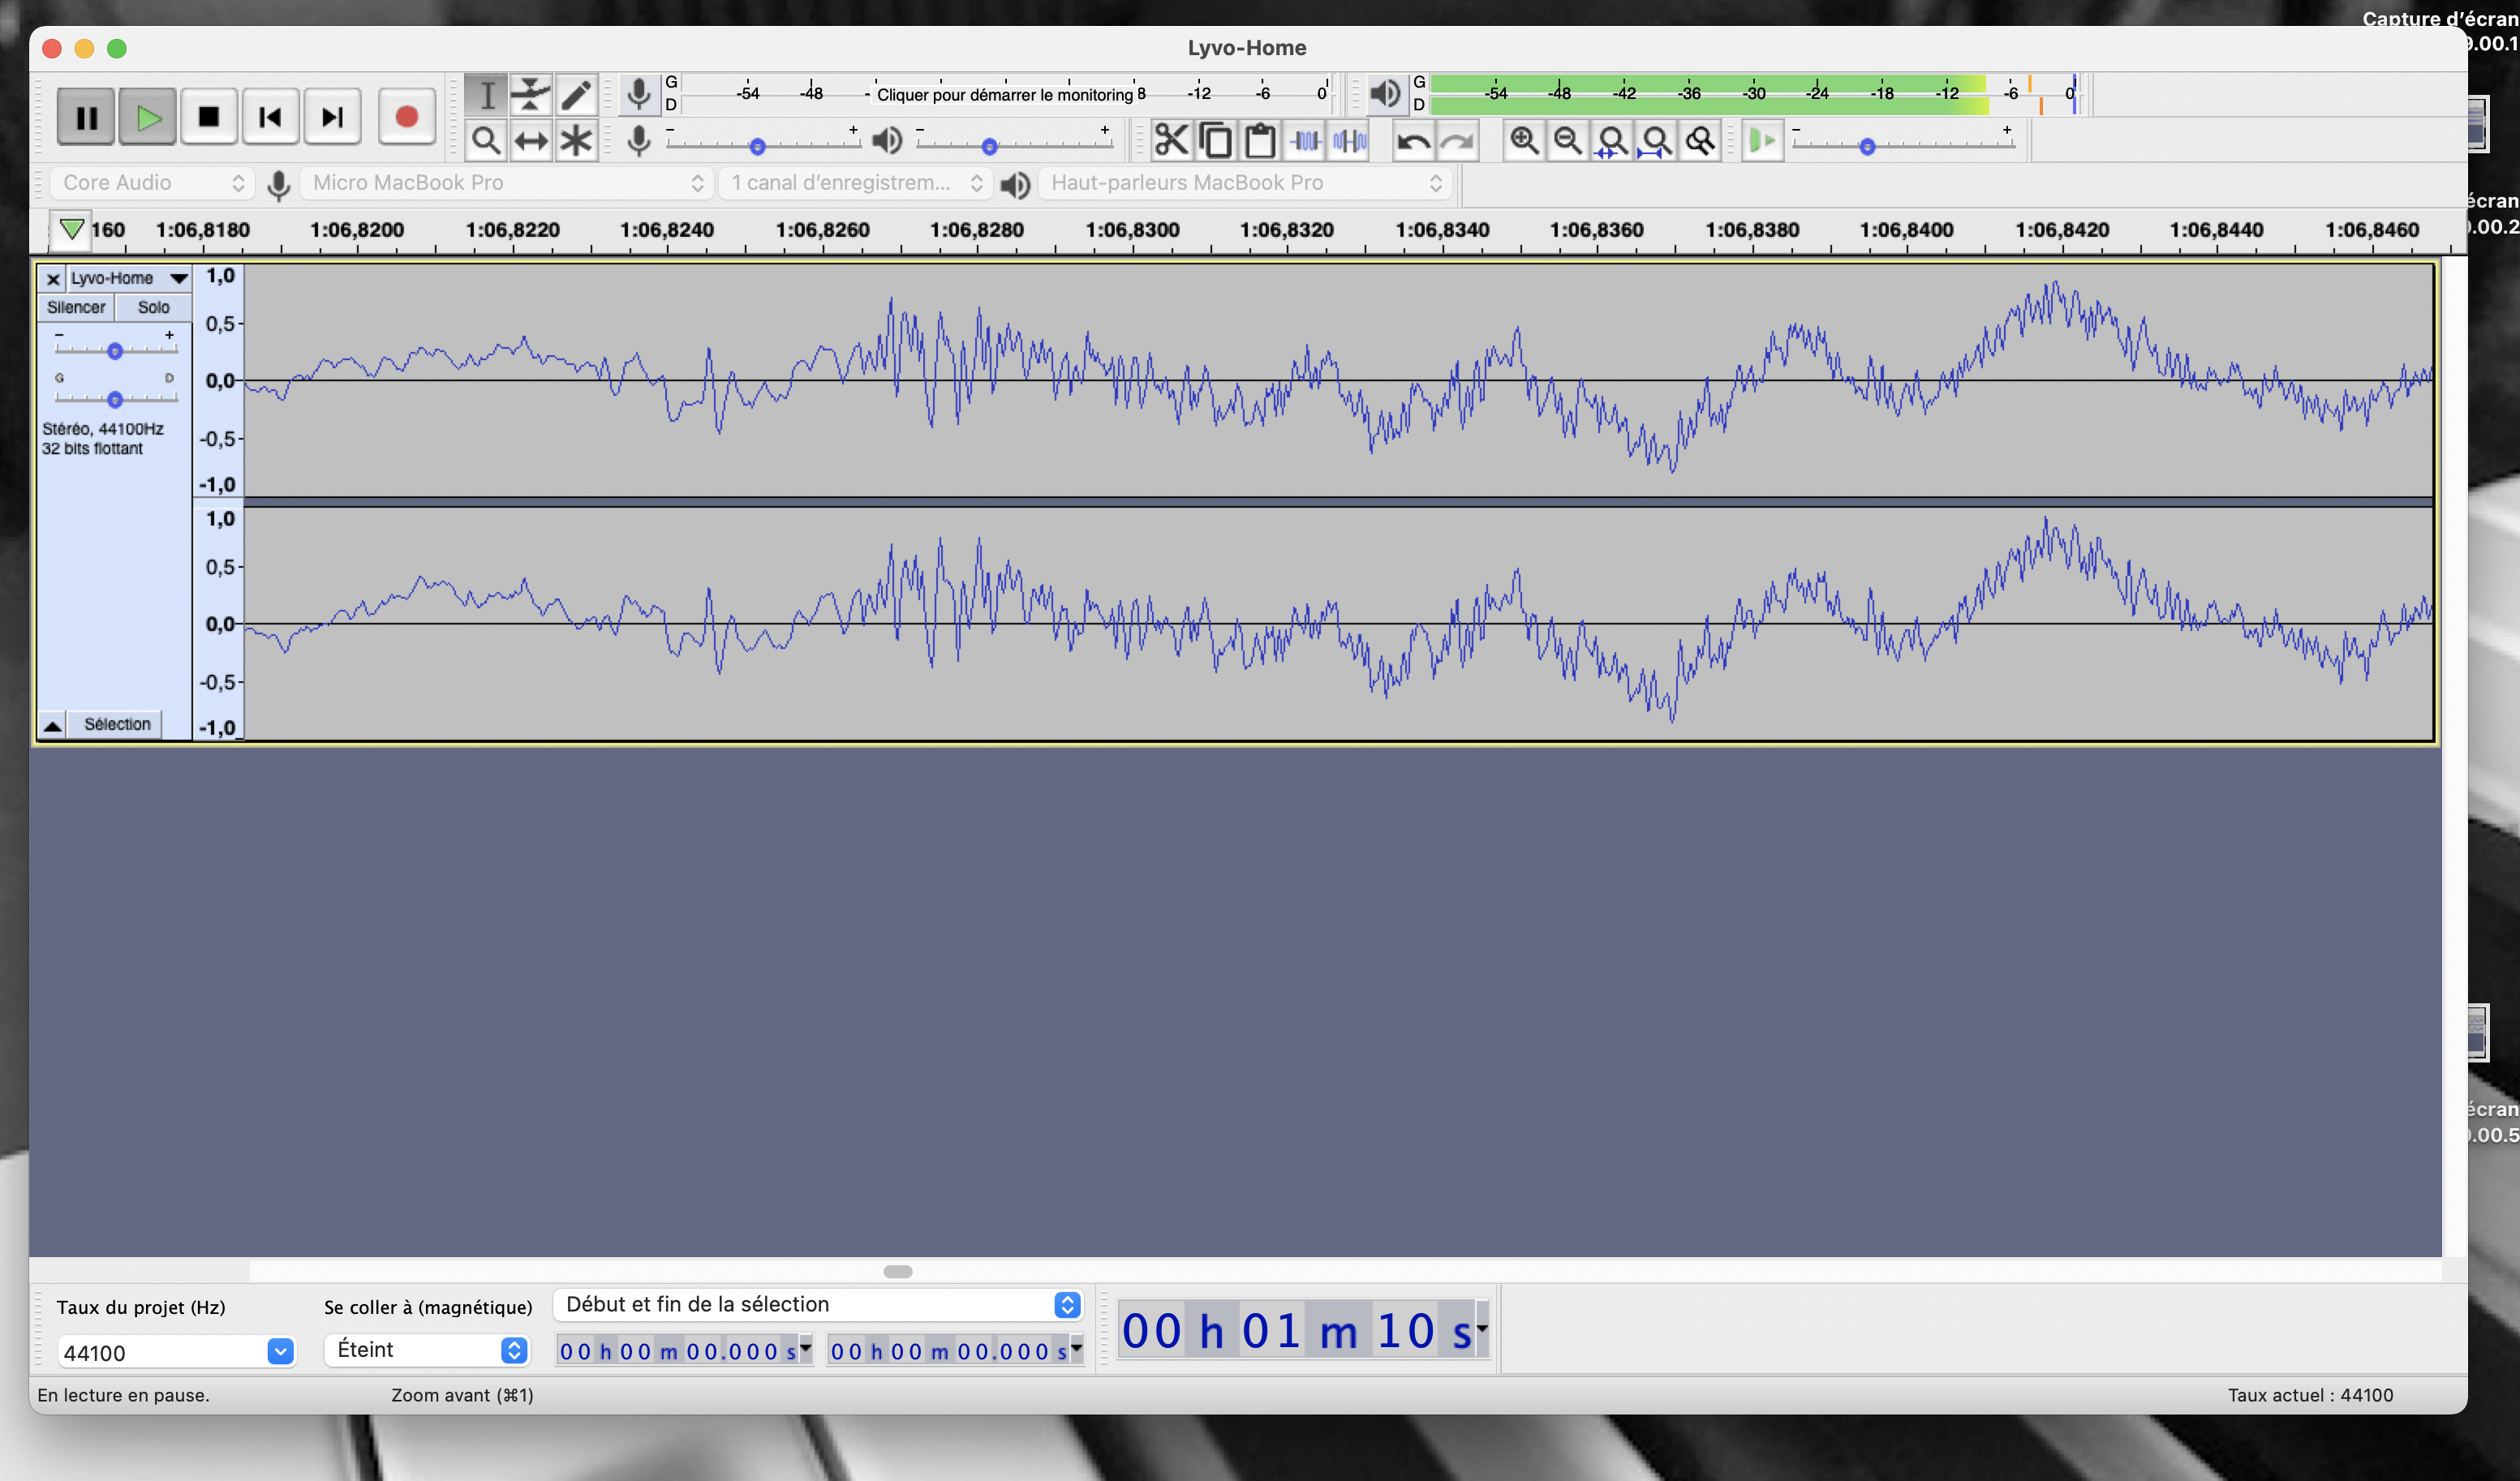 Capture d’écran
9.00.1
Lyvo-Home
G
D
-54 -48 - Cliquer pour démarrer le monitoring 8 -12 -6 0
G
D
-54 -48 -42 -36 -30 -24 -18 -12 -6 0
- + - + - +
Core Audio Micro MacBook Pro 1 canal d’enregistrem... Haut-parleurs MacBook Pro
écran
0.00.2
160 1:06,8180 1:06,8200 1:06,8220 1:06,8240 1:06,8260 1:06,8280 1:06,8300 1:06,8320 1:06,8340 1:06,8360 1:06,8380 1:06,8400 1:06,8420 1:06,8440 1:06,8460
× Lyvo-Home
Silencer Solo
- +
G D
Stéréo, 44100Hz
32 bits flottant
1,0
0,5-
0,0-
-0,5-
-1,0
1,0
0,5-
0,0-
-0,5-
-1,0
Sélection
écran
0.00.5
Taux du projet (Hz) Se coller à (magnétique) Début et fin de la sélection
44100 Éteint 00 h 00 m 00.000 s 00 h 00 m 00.000 s
00 h 01 m 10 s
En lecture en pause. Zoom avant (⌘1) Taux actuel : 44100